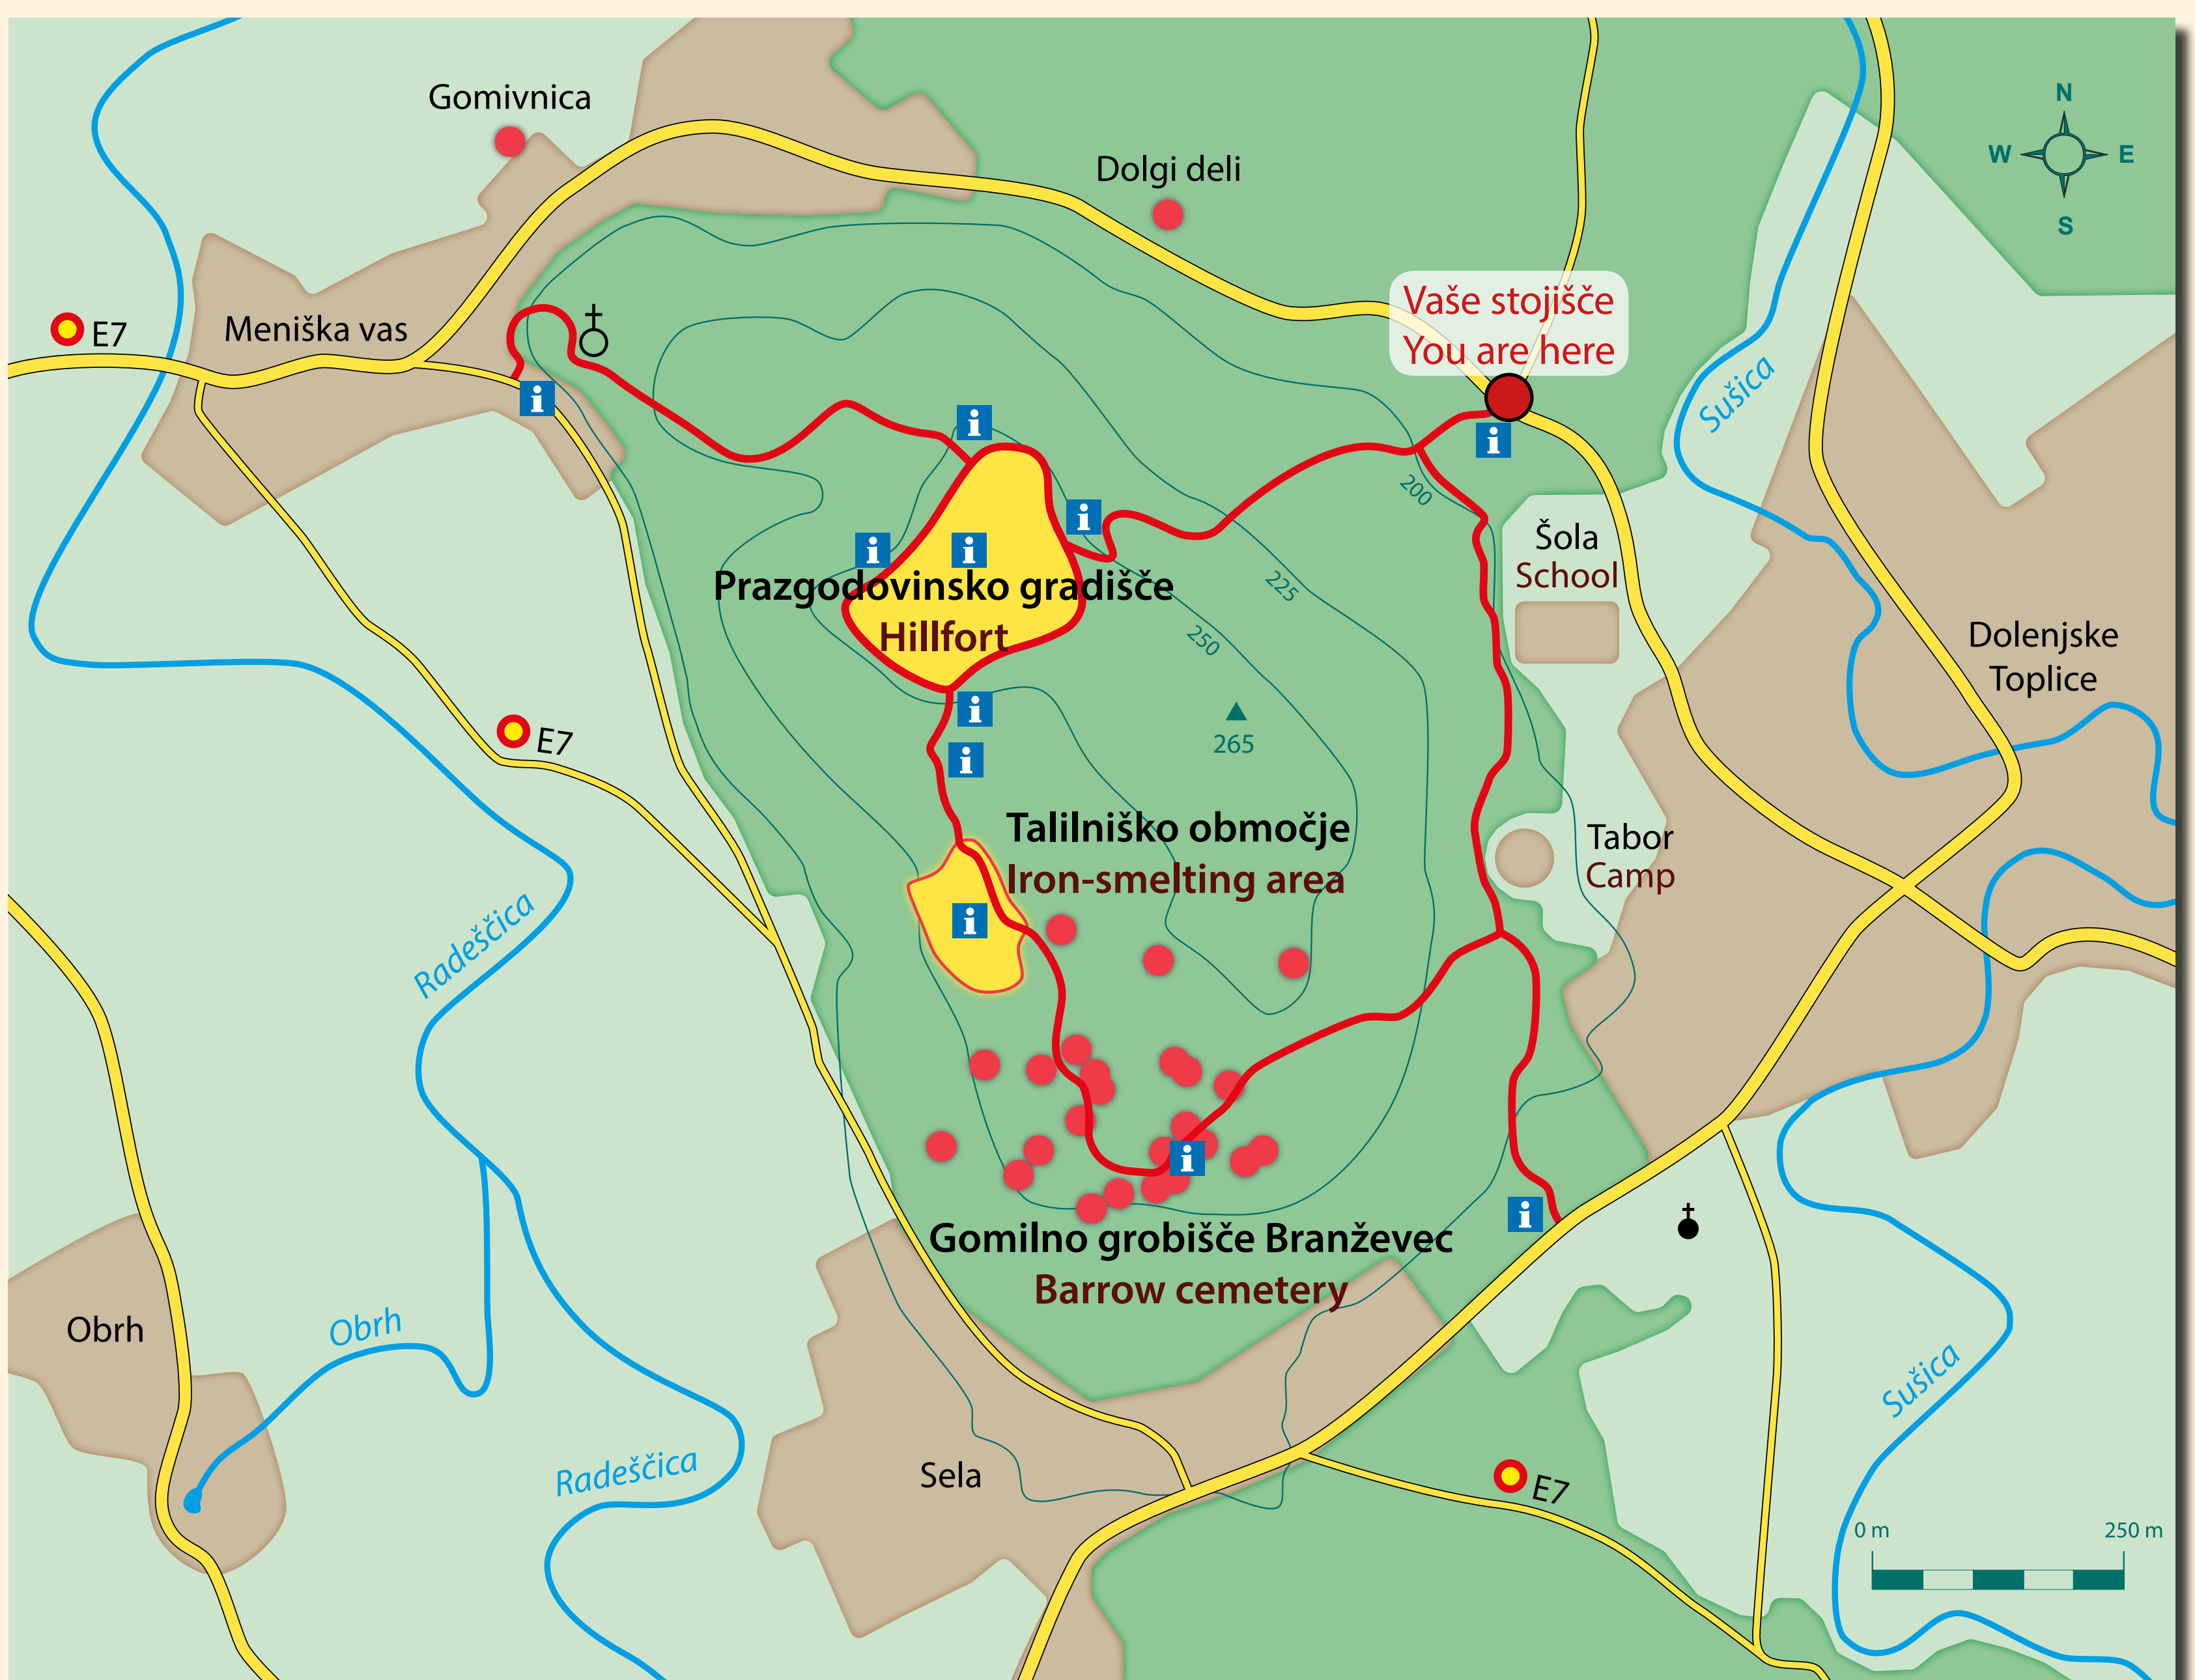 Gomivnica
N
W
E
S
Dolgi deli
Vaše stojišče
You are here
E7
Meniška vas
Sušica
200
Šola
School
Prazgodovinsko gradišče
Hillfort
225
250
Dolenjske
Toplice
E7
265
Talilniško območje
Iron-smelting area
Tabor
Camp
Radeščica
Gomilno grobišče Branževec
Barrow cemetery
Obrh
Obrh
Sušica
Radeščica
Sela
E7
0 m
250 m